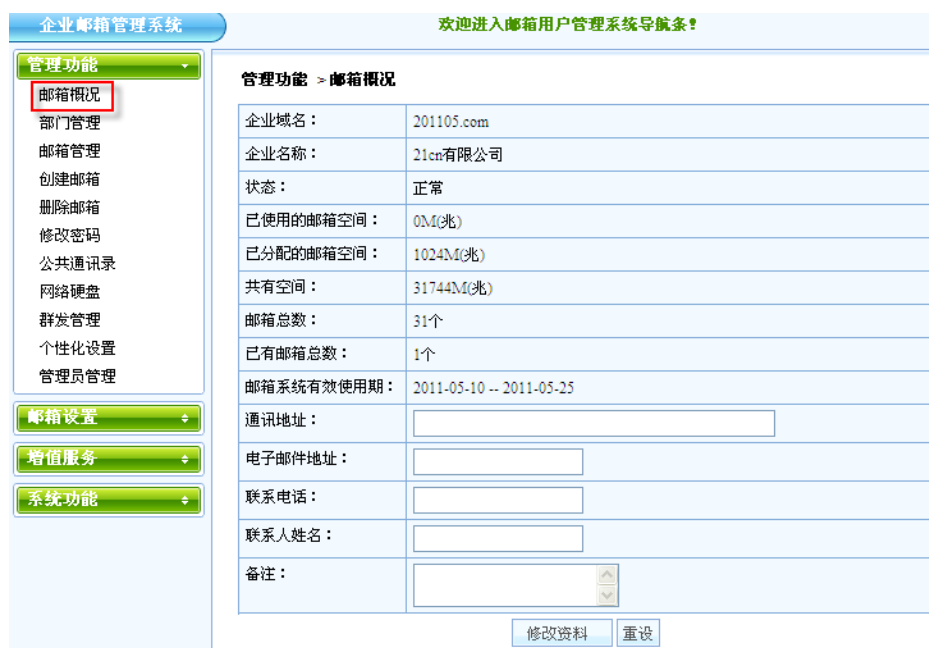 企业邮箱管理系统
欢迎进入邮箱用户管理系统导航条!
管理功能
邮箱概况
部门管理
邮箱管理
创建邮箱
删除邮箱
修改密码
公共通讯录
网络硬盘
群发管理
个性化设置
管理员管理
邮箱设置
增值服务
系统功能
管理功能 >邮箱概况
企业域名： 201105.com
企业名称： 21cn有限公司
状态： 正常
已使用的邮箱空间： 0M(兆)
已分配的邮箱空间： 1024M(兆)
共有空间： 31744M(兆)
邮箱总数： 31个
已有邮箱总数： 1个
邮箱系统有效使用期： 2011-05-10 -- 2011-05-25
通讯地址：
电子邮件地址：
联系电话：
联系人姓名：
备注：
修改资料 重设